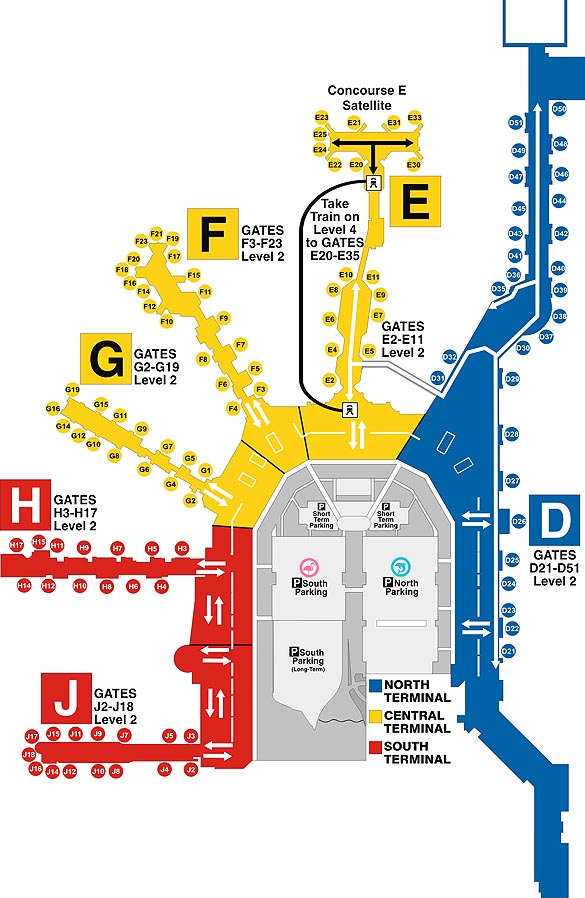 Concourse E
Satellite
E23
E21
E31
E33
E25
E24
E22
E20
E30
E
Take
Train on
Level 4
to GATES
E20-E35
E10
E11
E8
E9
E6
E7
E4
E5
E2
GATES
E2-E11
Level 2
F
GATES
F3-F23
Level 2
F21
F23
F19
F20
F17
F18
F15
F16
F14
F11
F12
F10
F9
F8
F7
F6
F5
F4
F3
G
GATES
G2-G19
Level 2
G19
G16
G15
G14
G11
G12
G9
G10
G8
G7
G6
G5
G4
G1
G2
H
GATES
H3-H17
Level 2
H17
H15
H11
H9
H7
H5
H3
H14
H12
H10
H8
H6
H4
J
GATES
J2-J18
Level 2
J17
J15
J11
J9
J7
J5
J3
J18
J16
J14
J12
J10
J8
J4
J2
D50
D51
D48
D49
D46
D47
D44
D45
D42
D43
D41
D40
D39
D38
D37
D36
D35
D30
D32
D31
D29
D28
D27
D26
D25
D24
D23
D22
D21
D
GATES
D21-D51
Level 2
P
Short
Term
Parking
P
Short
Term
Parking
P South
Parking
P North
Parking
P South
Parking
(Long-Term)
NORTH
TERMINAL
CENTRAL
TERMINAL
SOUTH
TERMINAL